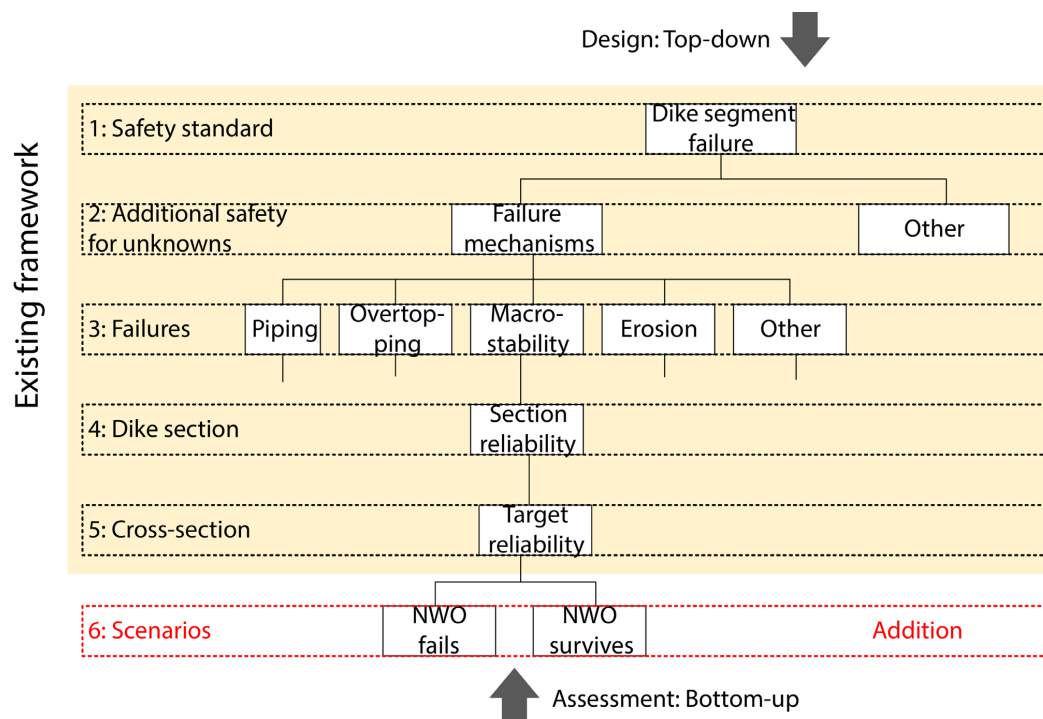 Design: Top-down
Existing framework
1: Safety standard
Dike segment
failure
2: Additional safety
for unknowns
Failure
mechanisms
Other
3: Failures
Piping
Overtop-
ping
Macro-
stability
Erosion
Other
4: Dike section
Section
reliability
5: Cross-section
Target
reliability
6: Scenarios
NWO
fails
NWO
survives
Addition
Assessment: Bottom-up